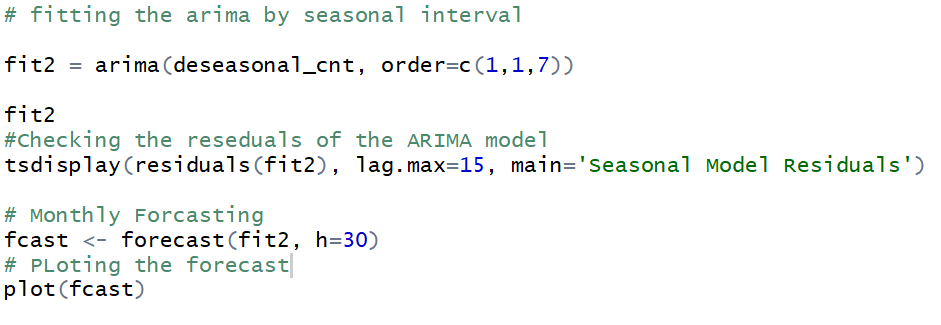 # fitting the arima by seasonal interval
fit2 = arima(deseasonal_cnt, order=c(1,1,7))
fit2
#Checking the reseduals of the ARIMA model
tsdisplay(residuals(fit2), lag.max=15, main='Seasonal Model Residuals')
# Monthly Forcasting
fcast <- forecast(fit2, h=30)
# PLoting the forecast
plot(fcast)